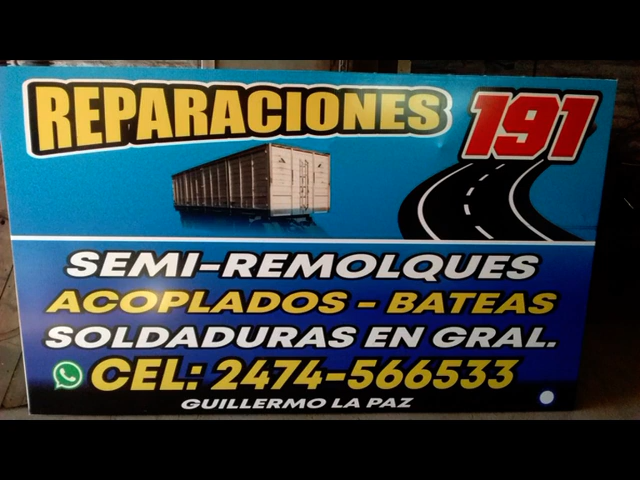 REPARACIONES 191
SEMI-REMOLQUES
ACOPLADOS - BATEAS
SOLDADURAS EN GRAL.
CEL: 2474-566533
GUILLERMO LA PAZ